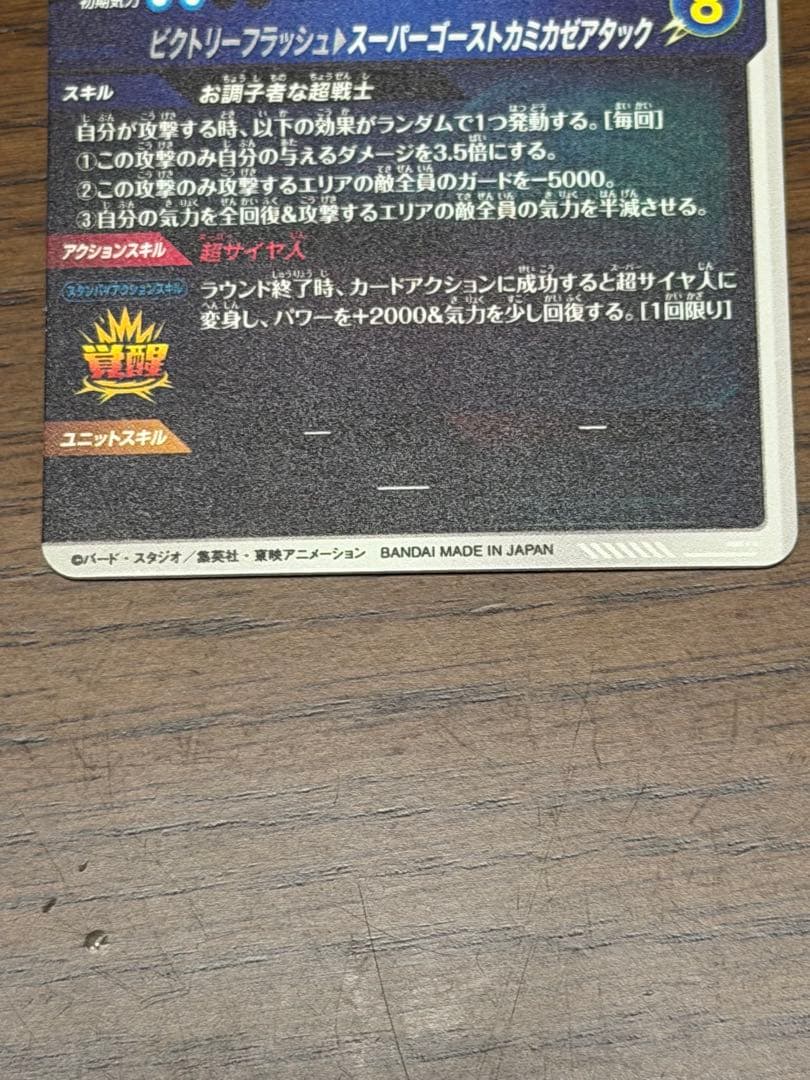 初期気力
8
ビクトリーフラッシュ▶スーパーゴーストカミカゼアタック
スキル
お調子者な超戦士
自分が攻撃する時、以下の効果がランダムで1つ発動する。[毎回]
①この攻撃のみ自分の与えるダメージを3.5倍にする。
②この攻撃のみ攻撃するエリアの敵全員のガードを-5000。
③自分の気力を全回復&攻撃するエリアの敵全員の気力を半減させる。
アクションスキル
超サイヤ人
スタンバイアクションスキル
ラウンド終了時、カードアクションに成功すると超サイヤ人に
変身し、パワーを+2000&気力を少し回復する。[1回限り]
覚醒
ユニットスキル
— —
—
©バード・スタジオ/集英社・東映アニメーション BANDAI MADE IN JAPAN